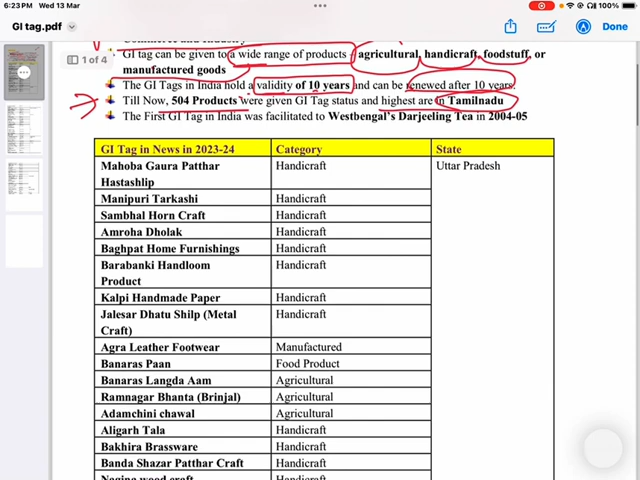 6:23 PM Wed 13 Mar
100%
GI tag.pdf
Done
Commerce and Industry
GI tag can be given to a wide range of products agricultural, handicraft, foodstuff, or
manufactured goods
1 of 4
The GI Tags in India hold a validity of 10 years and can be renewed after 10 years.
Till Now, 504 Products were given GI Tag status and highest are in Tamilnadu
The First GI Tag in India was facilitated to Westbengal's Darjeeling Tea in 2004-05
GI Tag in News in 2023-24 Category State
Mahoba Gaura Patthar Handicraft Uttar Pradesh
Hastashlip
Manipuri Tarkashi Handicraft
Sambhal Horn Craft Handicraft
Amroha Dholak Handicraft
Baghpat Home Furnishings Handicraft
Barabanki Handloom Handicraft
Product
Kalpi Handmade Paper Handicraft
Jalesar Dhatu Shilp (Metal Handicraft
Craft)
Agra Leather Footwear Manufactured
Banaras Paan Food Product
Banaras Langda Aam Agricultural
Ramnagar Bhanta (Brinjal) Agricultural
Adamchini chawal Agricultural
Aligarh Tala Handicraft
Bakhira Brassware Handicraft
Banda Shazar Patthar Craft Handicraft
Nagina wood craft Handicraft